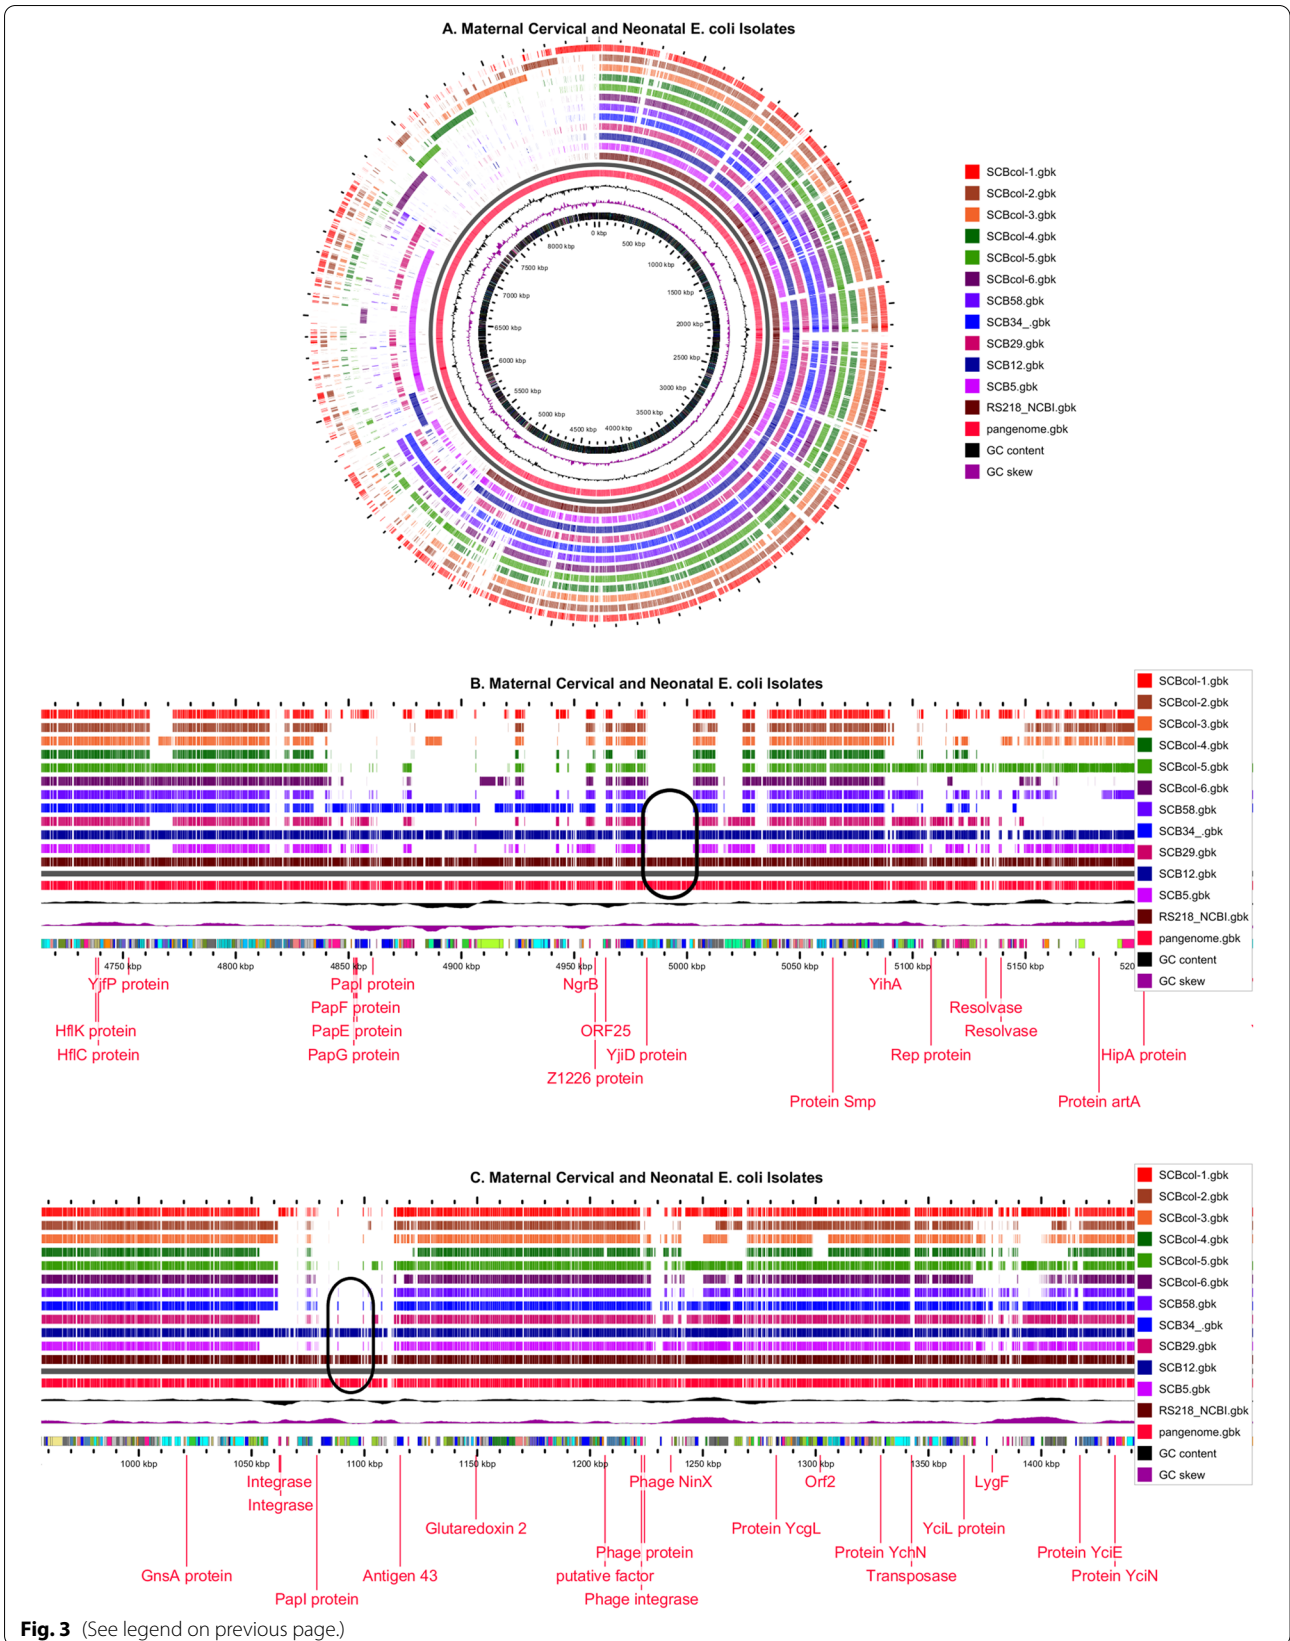 A. Maternal Cervical and Neonatal E. coli Isolates
SCBcol-1.gbk
SCBcol-2.gbk
SCBcol-3.gbk
SCBcol-4.gbk
SCBcol-5.gbk
SCBcol-6.gbk
SCB58.gbk
SCB34_.gbk
SCB29.gbk
SCB12.gbk
SCB5.gbk
RS218_NCBI.gbk
pangenome.gbk
GC content
GC skew
0 kbp
500 kbp
1000 kbp
1500 kbp
2000 kbp
2500 kbp
3000 kbp
3500 kbp
4000 kbp
4500 kbp
5000 kbp
5500 kbp
6000 kbp
6500 kbp
7000 kbp
7500 kbp
8000 kbp
B. Maternal Cervical and Neonatal E. coli Isolates
SCBcol-1.gbk
SCBcol-2.gbk
SCBcol-3.gbk
SCBcol-4.gbk
SCBcol-5.gbk
SCBcol-6.gbk
SCB58.gbk
SCB34_.gbk
SCB29.gbk
SCB12.gbk
SCB5.gbk
RS218_NCBI.gbk
pangenome.gbk
GC content
GC skew
4750 kbp 4800 kbp 4850 kbp 4900 kbp 4950 kbp 5000 kbp 5050 kbp 5100 kbp 5150 kbp 520
YjfP protein PapI protein NgrB YihA
PapF protein Resolvase
HflK protein PapE protein ORF25 Resolvase
HflC protein PapG protein YjiD protein Rep protein HipA protein
Z1226 protein
Protein Smp Protein artA
C. Maternal Cervical and Neonatal E. coli Isolates
SCBcol-1.gbk
SCBcol-2.gbk
SCBcol-3.gbk
SCBcol-4.gbk
SCBcol-5.gbk
SCBcol-6.gbk
SCB58.gbk
SCB34_.gbk
SCB29.gbk
SCB12.gbk
SCB5.gbk
RS218_NCBI.gbk
pangenome.gbk
GC content
GC skew
1000 kbp 1050 kbp 1100 kbp 1150 kbp 1200 kbp 1250 kbp 1300 kbp 1350 kbp 1400 kbp
Integrase Phage NinX Orf2 LygF
Integrase
Glutaredoxin 2 Protein YcgL YciL protein
Phage protein Protein YchN Protein YciE
GnsA protein Antigen 43 putative factor Transposase Protein YciN
PapI protein Phage integrase
Fig. 3 (See legend on previous page.)